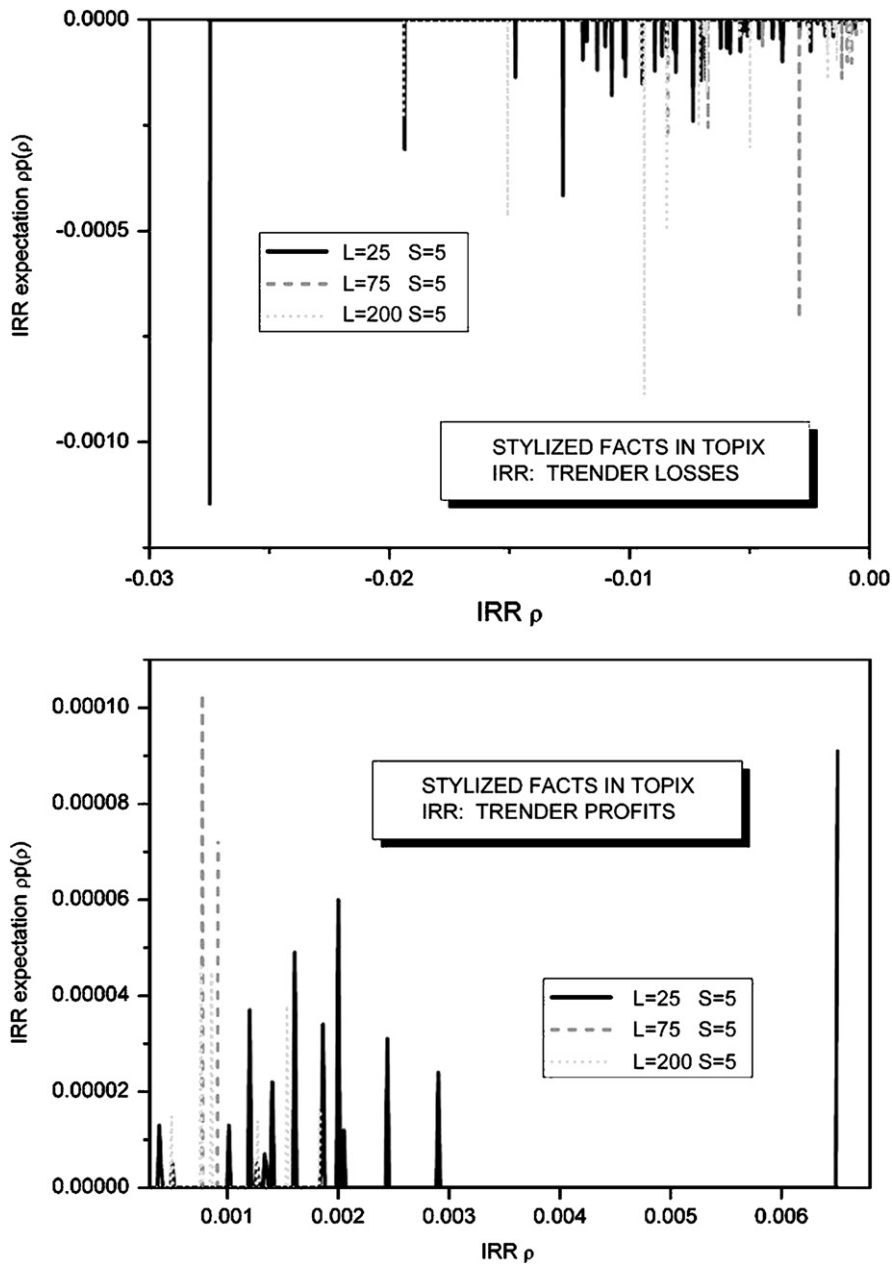 0.0000
-0.0005
-0.0010
IRR expectation ρp(ρ)
L=25 S=5
L=75 S=5
L=200 S=5
STYLIZED FACTS IN TOPIX
IRR: TRENDER LOSSES
-0.03
-0.02
-0.01
0.00
IRR ρ
0.00010
0.00008
0.00006
0.00004
0.00002
0.00000
IRR expectation ρp(ρ)
STYLIZED FACTS IN TOPIX
IRR: TRENDER PROFITS
L=25 S=5
L=75 S=5
L=200 S=5
0.001
0.002
0.003
0.004
0.005
0.006
IRR ρ